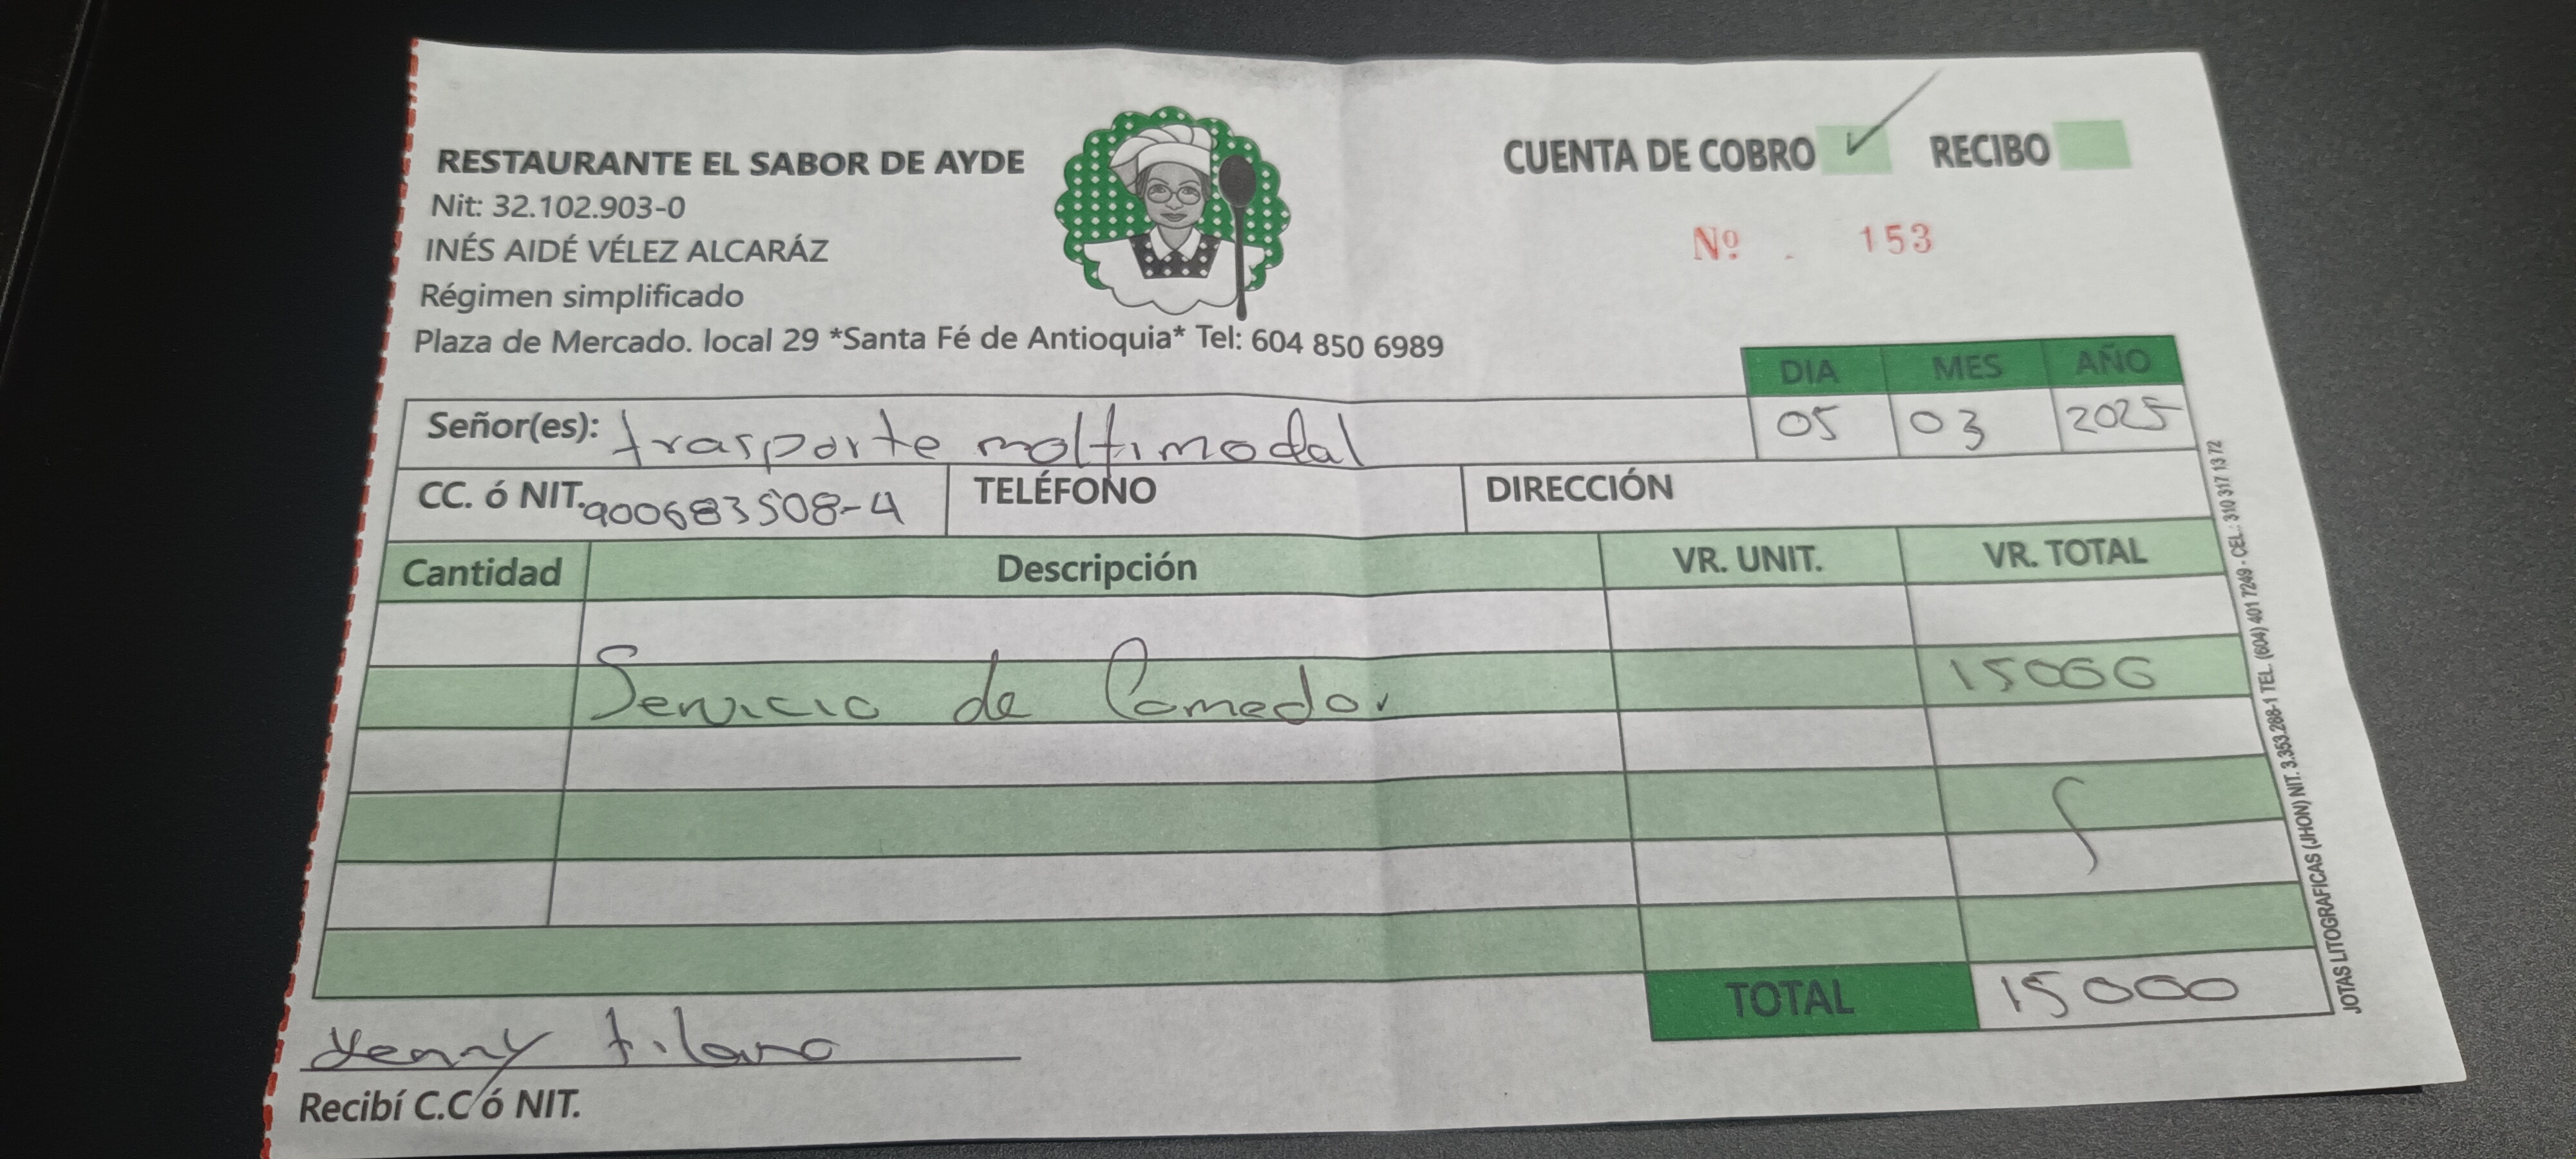 RESTAURANTE EL SABOR DE AYDE
Nit: 32.102.903-0
INÉS AIDÉ VÉLEZ ALCARÁZ
Régimen simplificado
Plaza de Mercado. local 29 *Santa Fé de Antioquia* Tel: 604 850 6989
CUENTA DE COBRO ✓ RECIBO
Nº 153
DIA MES AÑO
05 03 2025
Señor(es): trasporte moltimodal
CC. ó NIT. 900683508-4 TELÉFONO DIRECCIÓN
Cantidad Descripción VR. UNIT. VR. TOTAL
Servicio de Comedor 15000
TOTAL 15000
Yenny tilano
Recibí C.C ó NIT.
JOTAS LITOGRAFICAS (JHON) NIT. 3.353.288-1 TEL. (604) 401 7249 - CEL.: 310 317 13 72